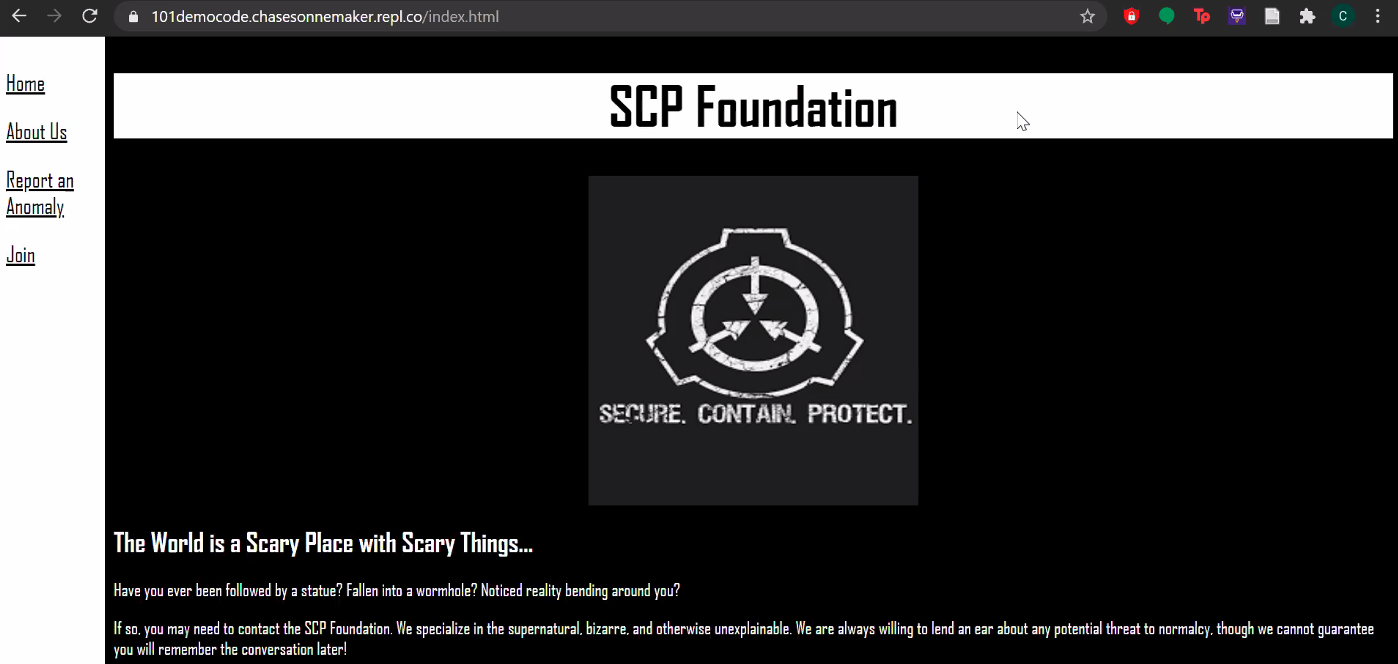 101democode.chasesonnemaker.repl.co/index.html
Tp
C
Home
About Us
Report an
Anomaly
Join
SCP Foundation
SECURE. CONTAIN. PROTECT.
The World is a Scary Place with Scary Things...
Have you ever been followed by a statue? Fallen into a wormhole? Noticed reality bending around you?
If so, you may need to contact the SCP Foundation. We specialize in the supernatural, bizarre, and otherwise unexplainable. We are always willing to lend an ear about any potential threat to normalcy, though we cannot guarantee
you will remember the conversation later!